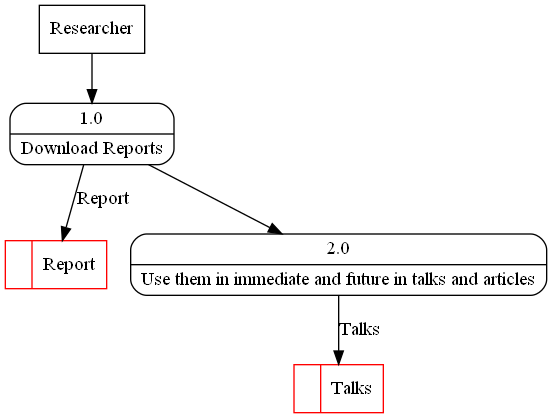 Researcher
1.0
Download Reports
Report
Report
2.0
Use them in immediate and future in talks and articles
Talks
Talks